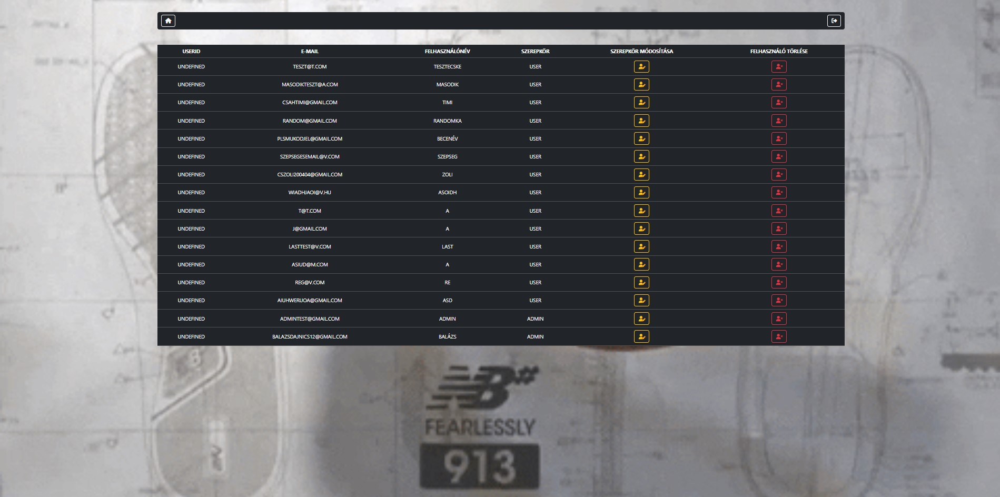 USERID E-MAIL FELHASZNÁLÓNÉV SZEREPKÖR SZEREPKÖR MÓDOSÍTÁSA FELHASZNÁLÓ TÖRLÉSE
UNDEFINED TESZT@T.COM TESZTECSKE USER
UNDEFINED MASODIKTESZT@A.COM MASODIK USER
UNDEFINED CSAHTIMI@GMAIL.COM TIMI USER
UNDEFINED RANDOM@GMAIL.COM RANDOMKA USER
UNDEFINED PLSMUKODJEL@GMAIL.COM BECENÉV USER
UNDEFINED SZEPSEGESEMAIL@V.COM SZEPSEG USER
UNDEFINED CSZOLI200404@GMAIL.COM ZOLI USER
UNDEFINED WIADHJAOI@V.HU ASOIDH USER
UNDEFINED T@T.COM A USER
UNDEFINED J@GMAIL.COM A USER
UNDEFINED LASTTEST@V.COM LAST USER
UNDEFINED ASIUD@M.COM A USER
UNDEFINED REG@V.COM RE USER
UNDEFINED AIUHWERUOA@GMAIL.COM ASD USER
UNDEFINED ADMINTEST@GMAIL.COM ADMIN ADMIN
UNDEFINED BALAZSDAJNICS12@GMAIL.COM BALÁZS ADMIN
B#
FEARLESSLY
913